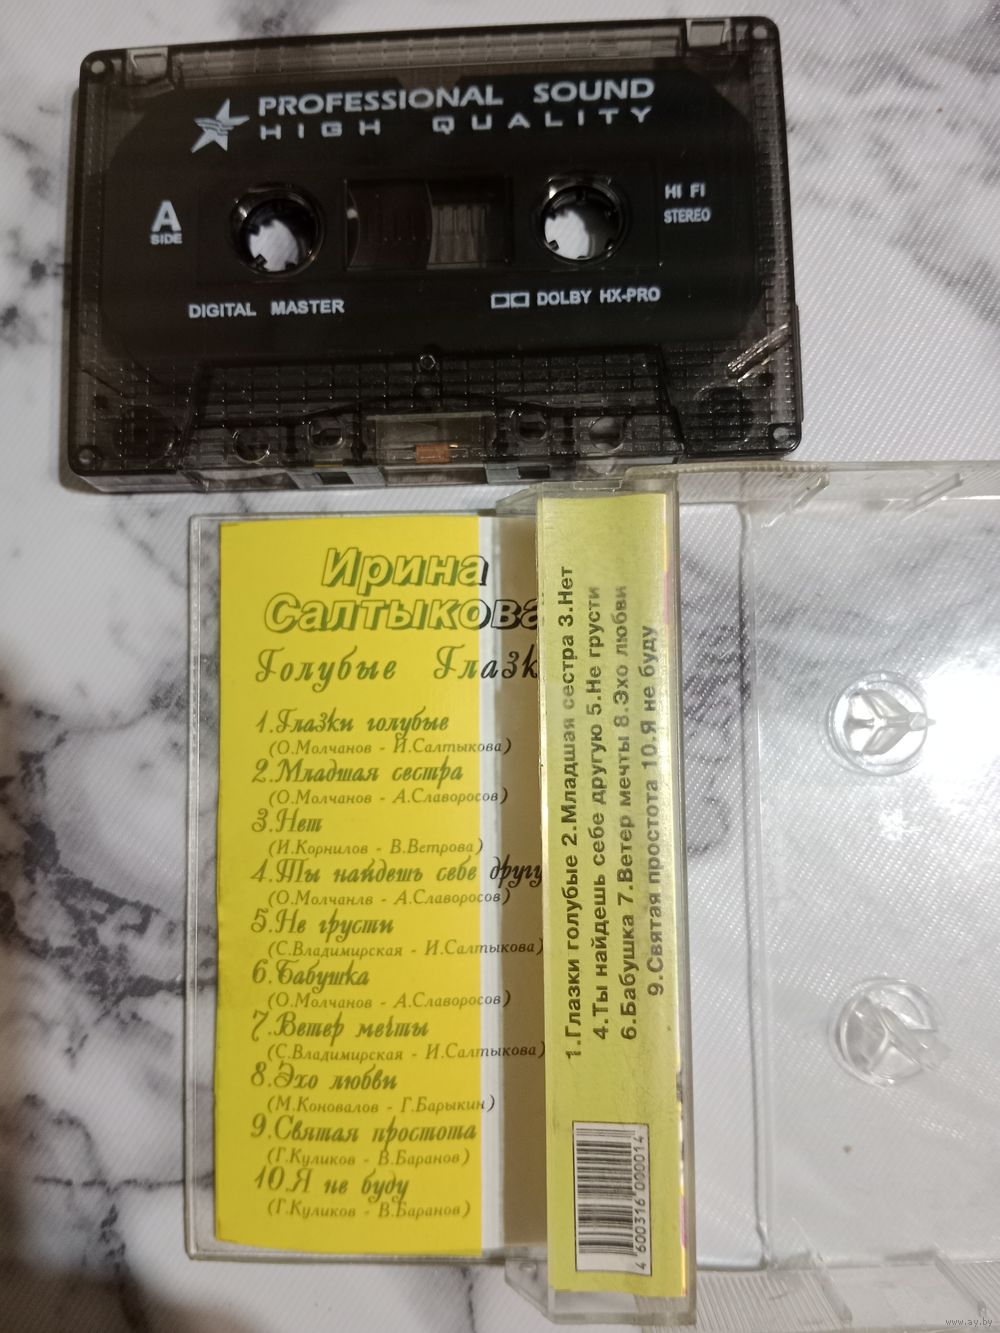 PROFESSIONAL SOUND
HIGH QUALITY
A
SIDE
HI FI
STEREO
DIGITAL MASTER
DOLBY HX-PRO
Ирина
Салтыкова
Голубые Глазк
1.Глазки голубые
(О.Молчанов - И.Салтыкова)
2.Младшая сестра
(О.Молчанов - А.Славоросов)
3.Нет
(И.Корнилов - В.Ветрова)
4.Ты найдешь себе другу
(О.Молчанлв - А.Славоросов)
5.Не грусти
(С.Владимирская - И.Салтыкова)
6.Бабушка
(О.Молчанов - А.Славоросов)
7.Ветер мечты
(С.Владимирская - И.Салтыкова)
8.Эхо любви
(М.Коновалов - Г.Барыкин)
9.Святая простота
(Г.Куликов - В.Баранов)
10.Я не буду
(Г.Куликов - В.Баранов)
1.Глазки голубые 2.Младшая сестра 3.Нет
4.Ты найдешь себе другую 5.Не грусти
6.Бабушка 7.Ветер мечты 8.Эхо любви
9.Святая простота 10.Я не буду
4 600316 000014
www.ay.by